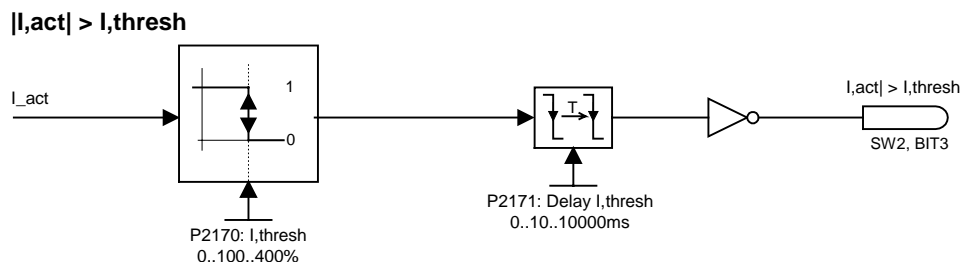 |I,act| > I,thresh
I_act
1
0
P2170: I,thresh
0..100..400%
T
P2171: Delay I,thresh
0..10..10000ms
I,act| > I,thresh
SW2, BIT3